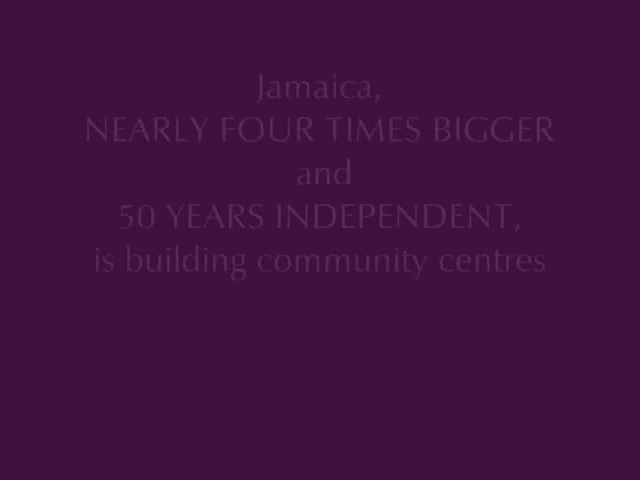 Jamaica,
NEARLY FOUR TIMES BIGGER
and
50 YEARS INDEPENDENT,
is building community centres